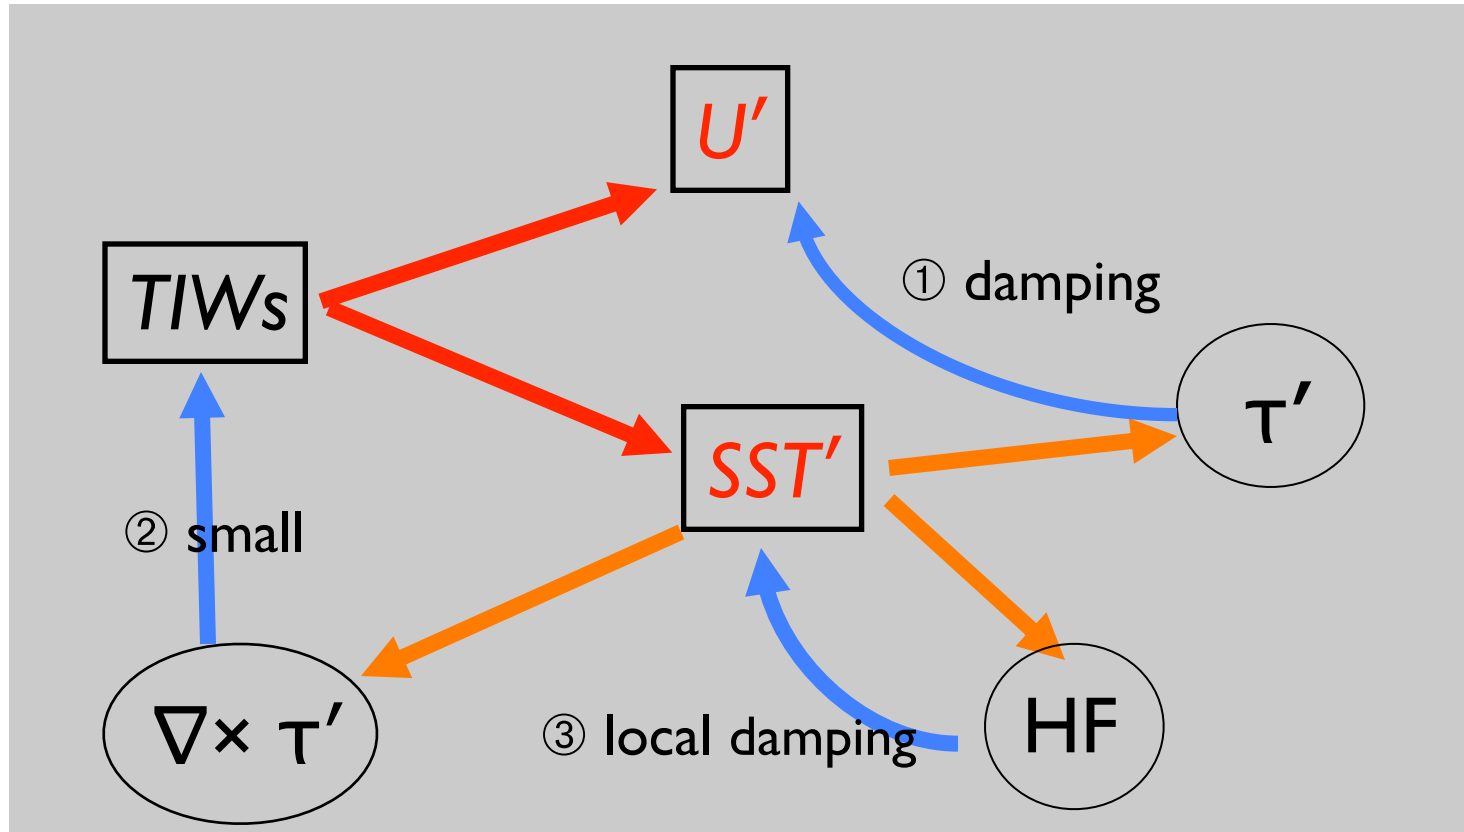 U′
TIWs
① damping
τ′
SST′
② small
∇× τ′
③ local damping
HF